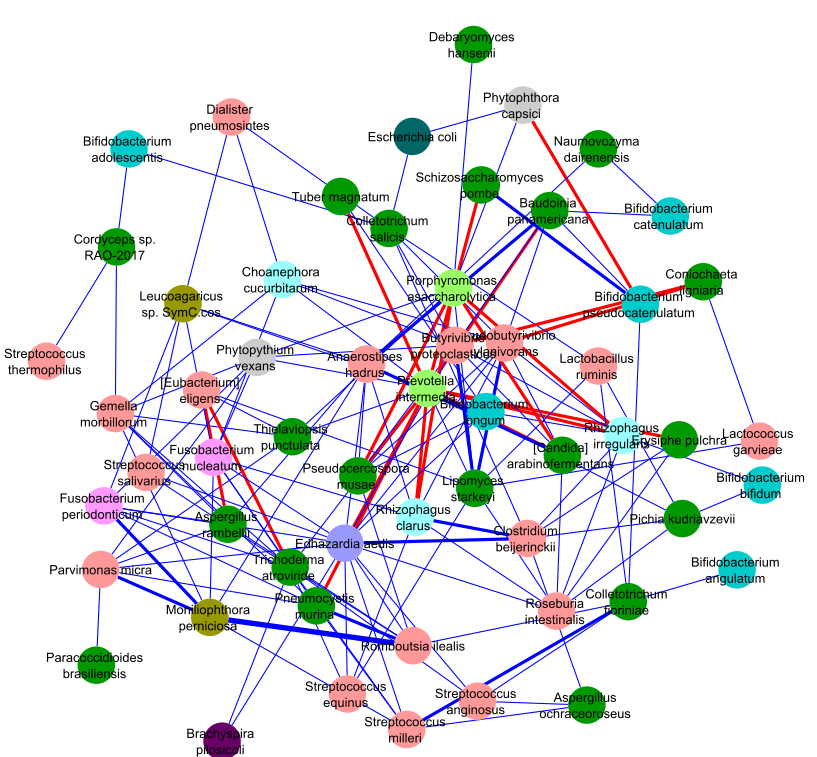 Debaryomyces
hansenii
Phytophthora
capsici
Dialister
pneumosintes
Escherichia coli
Bifidobacterium
adolescentis
Naumovozyma
dairenensis
Schizosaccharomyces
pombe
Tuber magnatum
Baudoinia
panamericana
Bifidobacterium
catenulatum
Colletotrichum
salicis
Cordyceps sp.
RAO-2017
Choanephora
cucurbitarum
Porphyromonas
asaccharolytica
Coniochaeta
ligniaria
Leucoagaricus
sp. SymC.cos
Bifidobacterium
pseudocatenulatum
Streptococcus
thermophilus
Phytopythium
vexans
Anaerostipes
hadrus
Butyrivibrio
proteoclasticus
Lactobacillus
ruminis
[Eubacterium]
eligens
Prevotella
intermedia
Bifidobacterium
longum
Gemella
morbillorum
Thielaviopsis
punctulata
Rhizophagus
irregularis
Erysiphe pulchra
Lactococcus
garvieae
Fusobacterium
nucleatum
Streptococcus
salivarius
Pseudocercospora
musae
Lipomyces
starkeyi
[Candida]
arabinofermentans
Bifidobacterium
bifidum
Fusobacterium
periodonticum
Aspergillus
rambellii
Rhizophagus
clarus
Pichia kudriavzevii
Edhazardia aedis
Clostridium
beijerinckii
Parvimonas micra
Trichoderma
atroviride
Bifidobacterium
angulatum
Moniliophthora
perniciosa
Pneumocystis
murina
Roseburia
intestinalis
Colletotrichum
fioriniae
Romboutsia ilealis
Paracoccidioides
brasiliensis
Streptococcus
equinus
Streptococcus
anginosus
Aspergillus
ochraceoroseus
Streptococcus
milleri
Brachyspira
pilosicoli